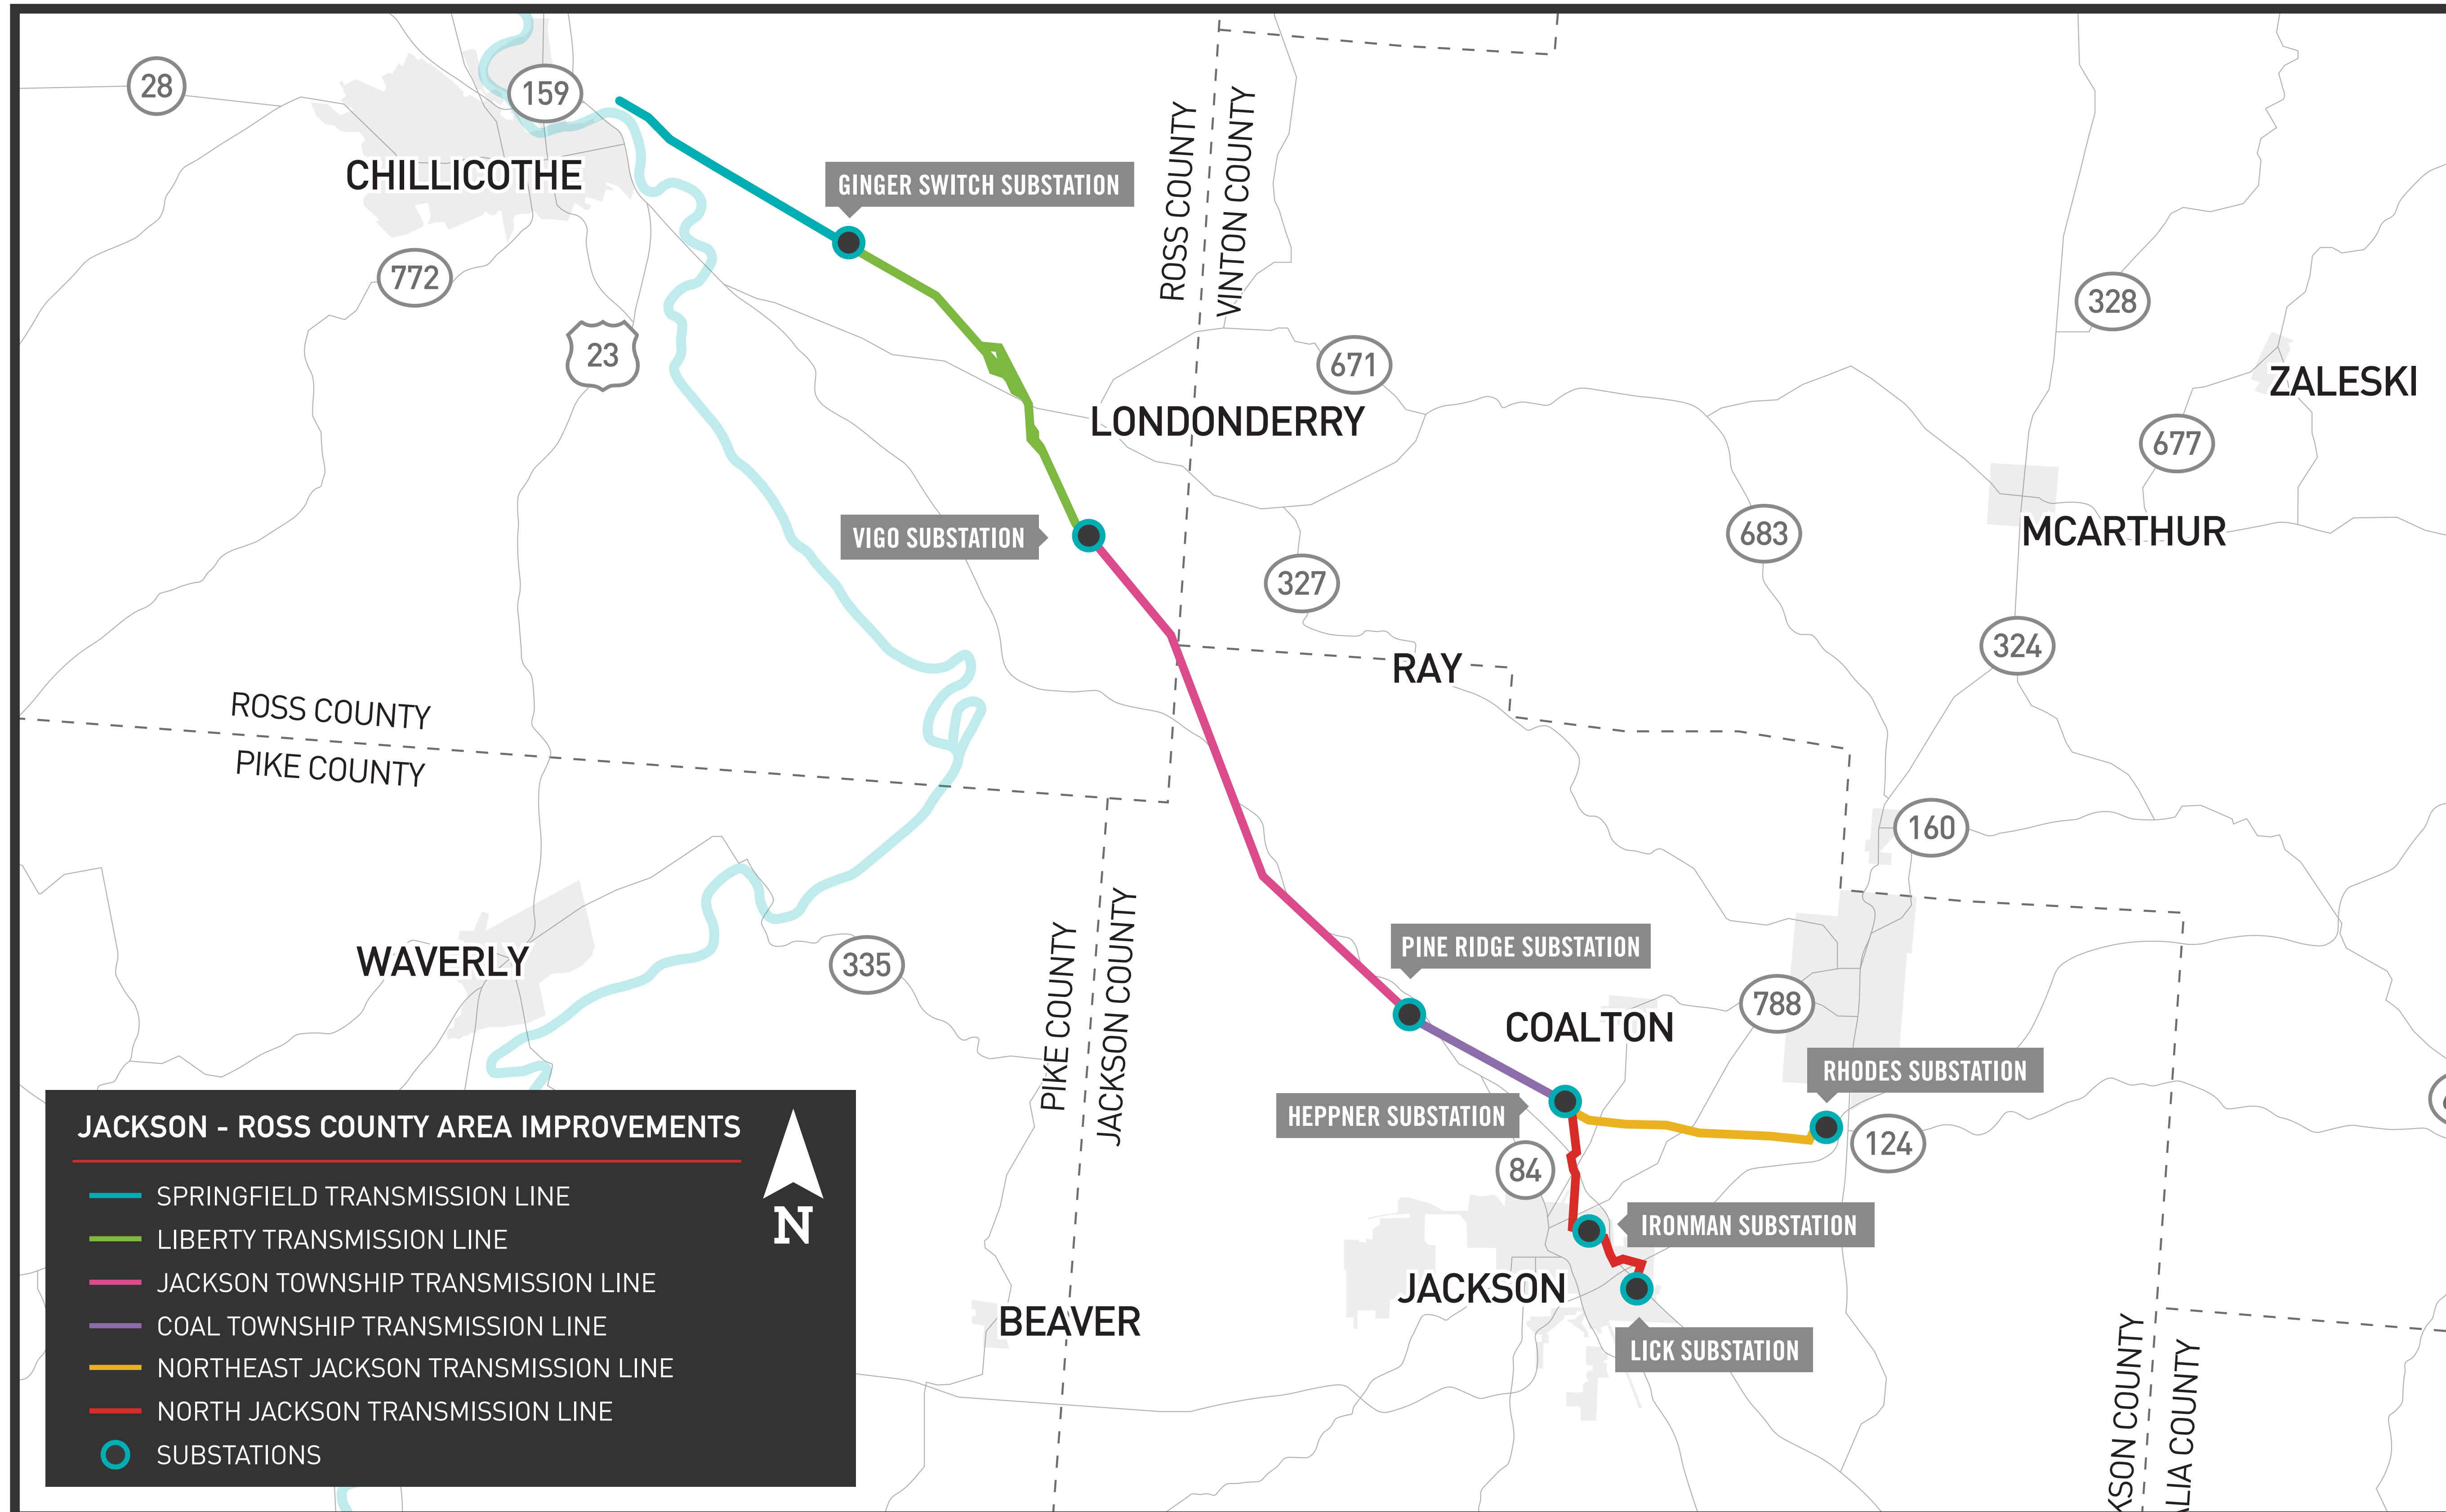 28
159
CHILLICOTHE
GINGER SWITCH SUBSTATION
ROSS COUNTY
VINTON COUNTY
772
23
671
328
ZALESKI
LONDONDERRY
677
VIGO SUBSTATION
683
MCARTHUR
327
324
RAY
ROSS COUNTY
PIKE COUNTY
160
WAVERLY
335
PIKE COUNTY
JACKSON COUNTY
PINE RIDGE SUBSTATION
788
COALTON
RHODES SUBSTATION
HEPPNER SUBSTATION
124
84
IRONMAN SUBSTATION
JACKSON
BEAVER
LICK SUBSTATION
KSON COUNTY
LIA COUNTY
JACKSON - ROSS COUNTY AREA IMPROVEMENTS
N
SPRINGFIELD TRANSMISSION LINE
LIBERTY TRANSMISSION LINE
JACKSON TOWNSHIP TRANSMISSION LINE
COAL TOWNSHIP TRANSMISSION LINE
NORTHEAST JACKSON TRANSMISSION LINE
NORTH JACKSON TRANSMISSION LINE
SUBSTATIONS